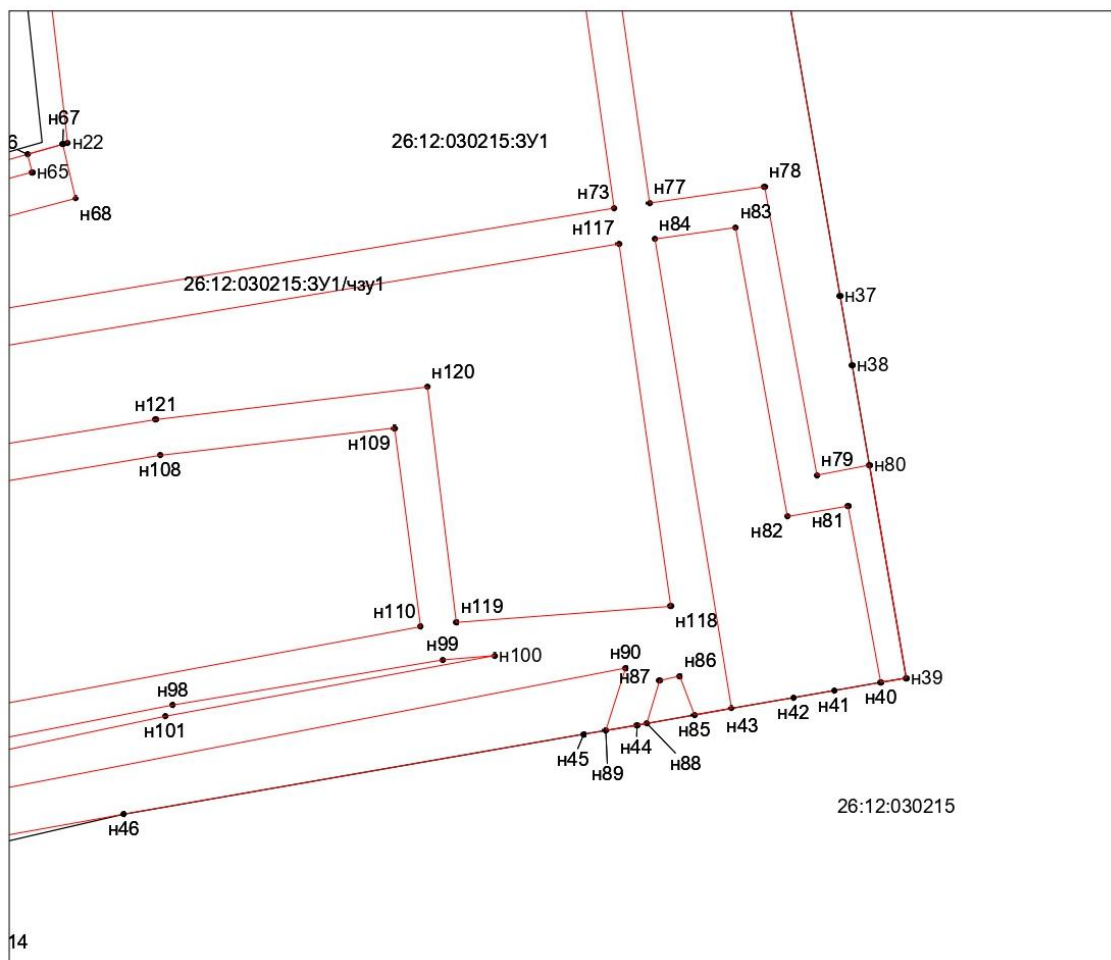 н67
6
26:12:030215:ЗУ1
н22
н65
н78
н77
н68
н73
н83
н117
н84
26:12:030215:ЗУ1/чзу1
н37
н38
н120
н121
н109
н79
н80
н108
н81
н82
н119
н118
н110
н99
н100
н90
н86
н87
н39
н98
н40
н101
н41
н42
н43
н85
н44
н45
н88
н89
26:12:030215
н46
14